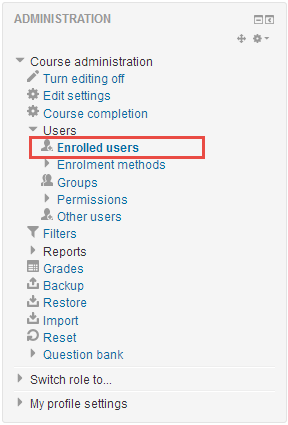 ADMINISTRATION
Course administration
Turn editing off
Edit settings
Course completion
Users
Enrolled users
Enrolment methods
Groups
Permissions
Other users
Filters
Reports
Grades
Backup
Restore
Import
Reset
Question bank
Switch role to...
My profile settings